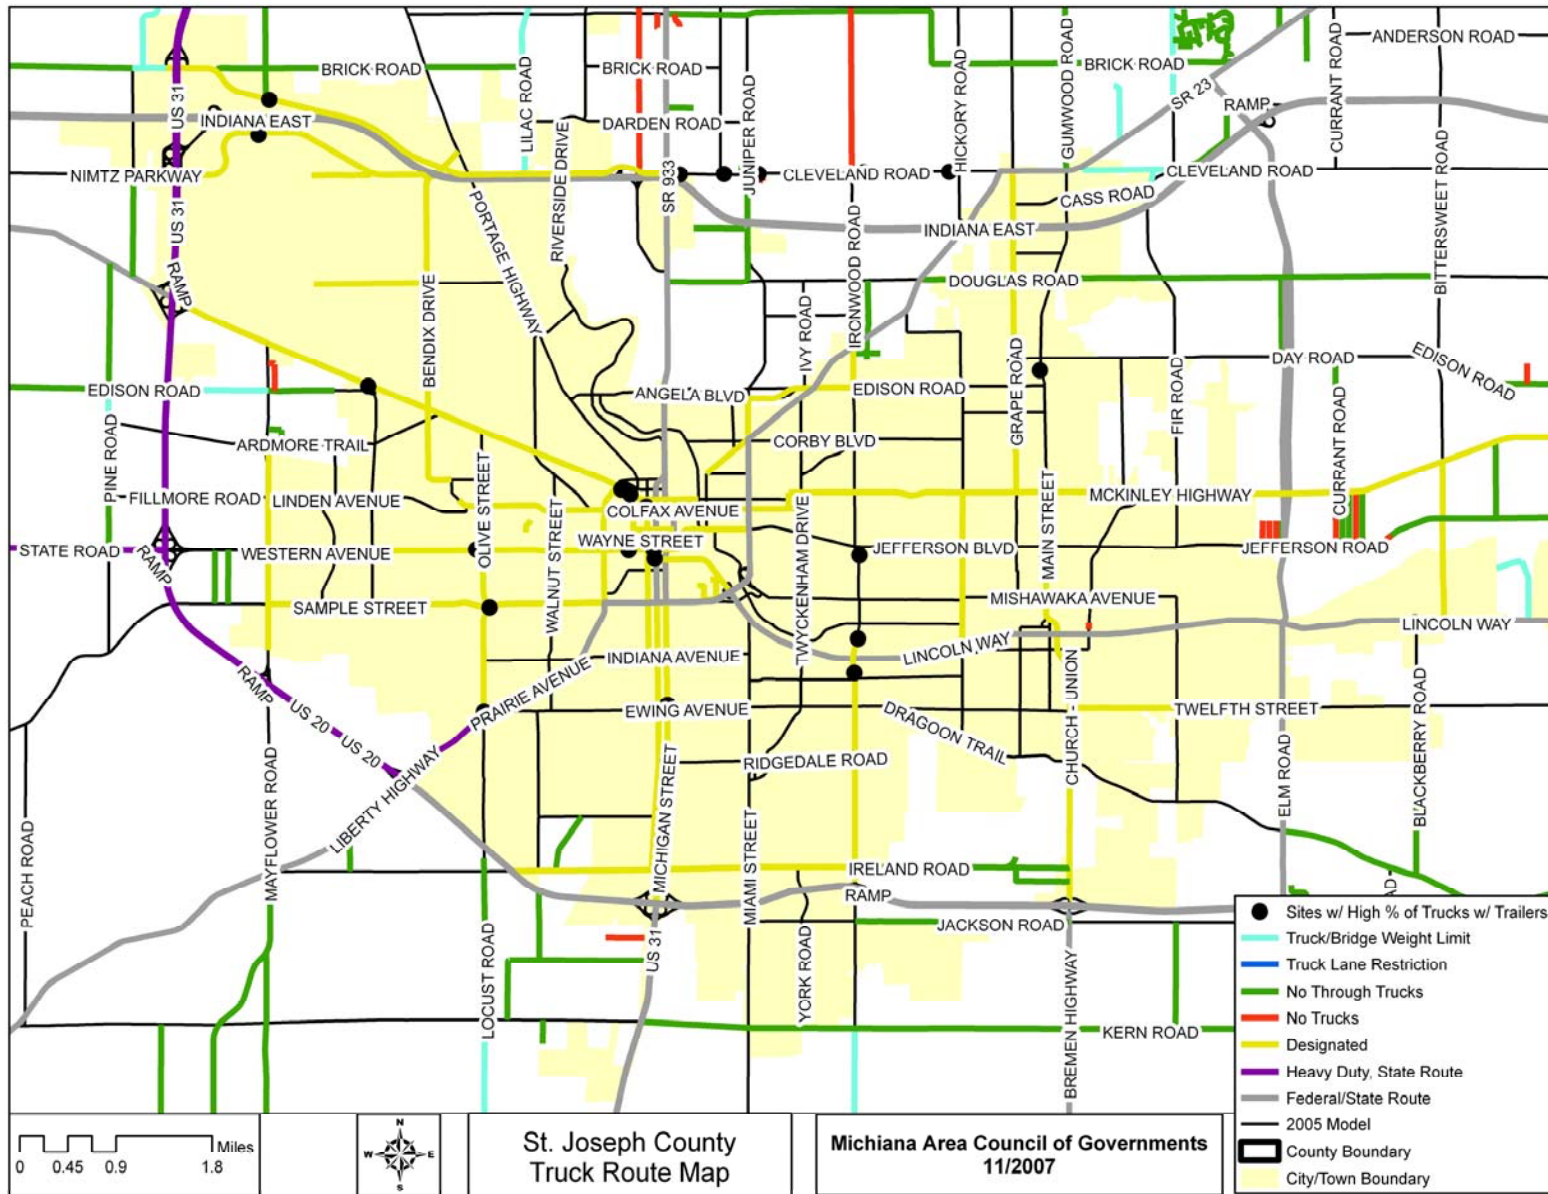 ANDERSON ROAD
BRICK ROAD
BRICK ROAD
BRICK ROAD
US 31
LILAC ROAD
HICKORY ROAD
GUMWOOD ROAD
SR 23
RAMP
CURRANT ROAD
INDIANA EAST
DARDEN ROAD
JUNIPER ROAD
RIVERSIDE DRIVE
BITTERSWEET ROAD
NIMTZ PARKWAY
SR 933
CLEVELAND ROAD
CLEVELAND ROAD
CASS ROAD
US 31
PORTAGE HIGHWAY
INDIANA EAST
IRONWOOD ROAD
RAMP
BENDIX DRIVE
DOUGLAS ROAD
IVY ROAD
DAY ROAD
EDISON ROAD
EDISON ROAD
ANGELA BLVD
EDISON ROAD
GRAPE ROAD
FIR ROAD
CURRANT ROAD
PINE ROAD
ARDMORE TRAIL
CORBY BLVD
OLIVE STREET
FILLMORE ROAD
LINDEN AVENUE
COLFAX AVENUE
MCKINLEY HIGHWAY
WALNUT STREET
TWYCKENHAM DRIVE
MAIN STREET
STATE ROAD
RAMP
WESTERN AVENUE
WAYNE STREET
JEFFERSON BLVD
JEFFERSON ROAD
SAMPLE STREET
MISHAWAKA AVENUE
LINCOLN WAY
INDIANA AVENUE
LINCOLN WAY
RAMP
US 20
US 20
PRAIRIE AVENUE
EWING AVENUE
DRAGOON TRAIL
CHURCH - UNION
TWELFTH STREET
BLACKBERRY ROAD
ELM ROAD
MAYFLOWER ROAD
LIBERTY HIGHWAY
MICHIGAN STREET
RIDGEDALE ROAD
PEACH ROAD
MIAMI STREET
IRELAND ROAD
RAMP
AD
LOCUST ROAD
US 31
YORK ROAD
JACKSON ROAD
BREMEN HIGHWAY
KERN ROAD
Sites w/ High % of Trucks w/ Trailers
Truck/Bridge Weight Limit
Truck Lane Restriction
No Through Trucks
No Trucks
Designated
Heavy Duty, State Route
Federal/State Route
2005 Model
County Boundary
City/Town Boundary
Miles
0 0.45 0.9 1.8
N
W E
S
St. Joseph County
Truck Route Map
Michiana Area Council of Governments
11/2007